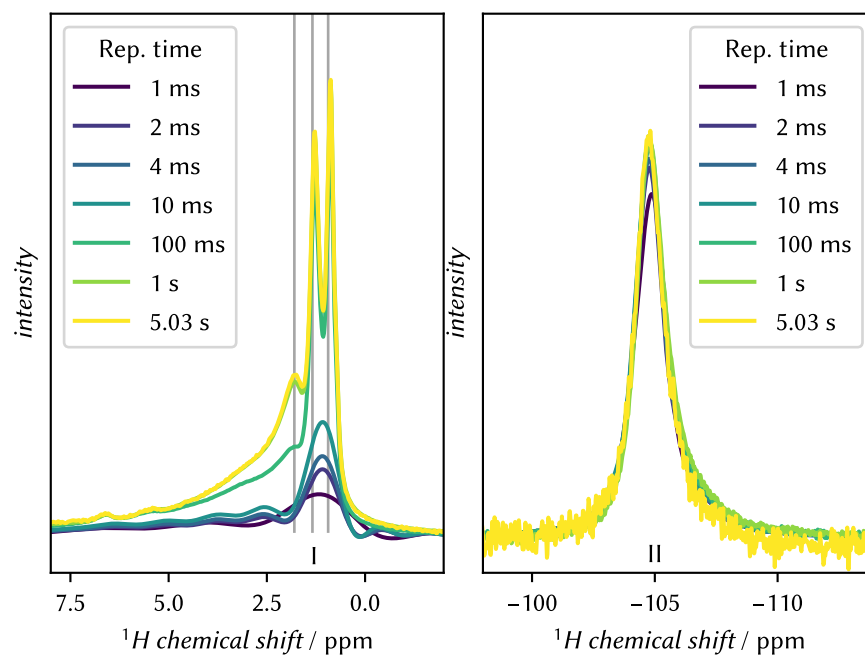 Rep. time
1 ms
2 ms
4 ms
10 ms
100 ms
1 s
5.03 s
intensity
I
7.5 5.0 2.5 0.0
¹H chemical shift / ppm
Rep. time
1 ms
2 ms
4 ms
10 ms
100 ms
1 s
5.03 s
intensity
II
−100 −105 −110
¹H chemical shift / ppm